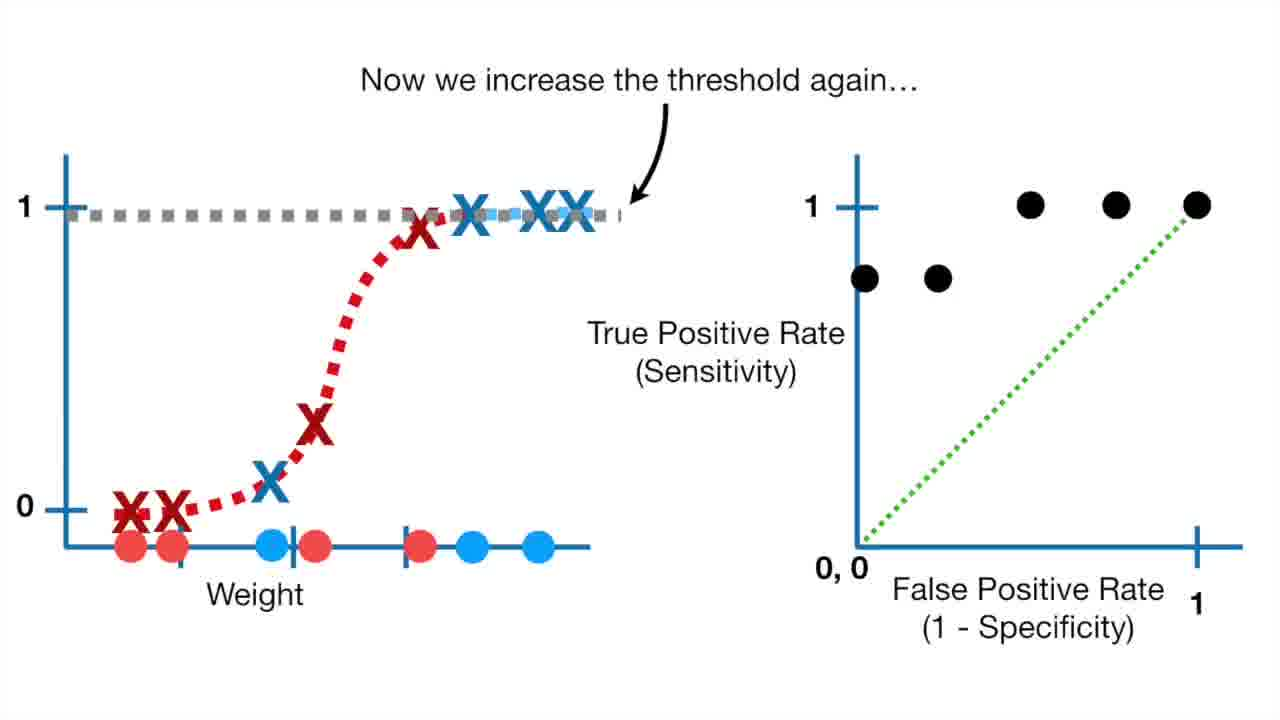 Now we increase the threshold again...
1
0
Weight
1
True Positive Rate
(Sensitivity)
0, 0
False Positive Rate
(1 - Specificity)
1